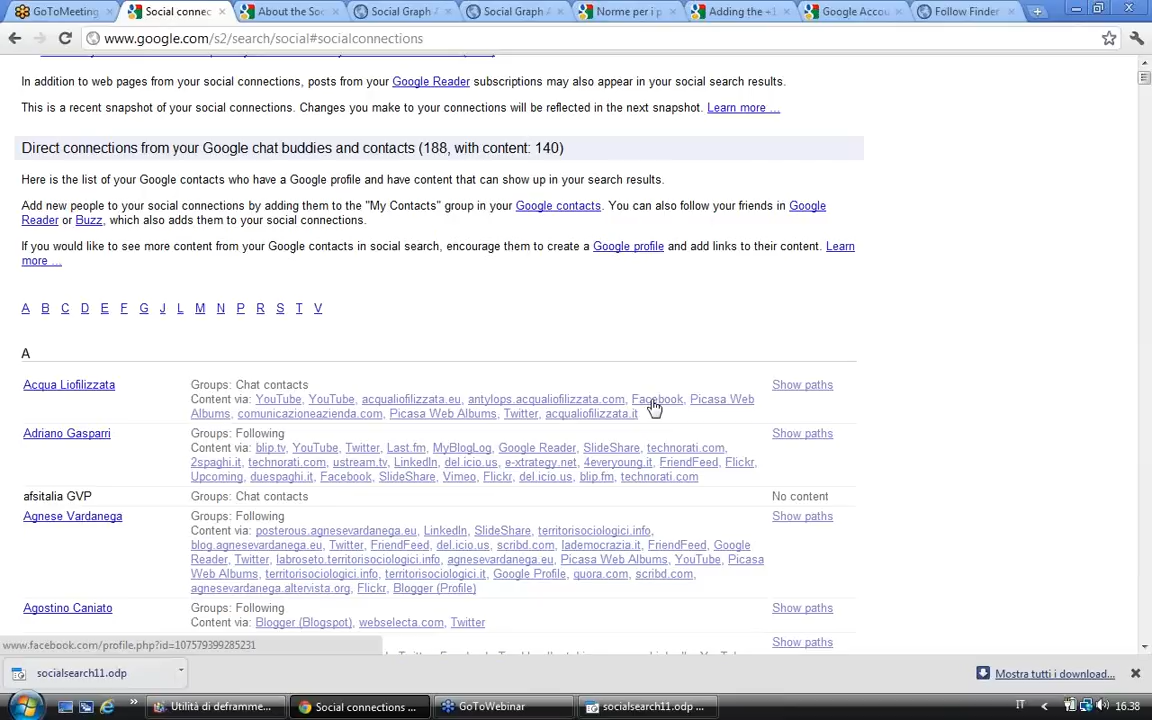 GoToMeeting
Social connec
About the Soc
Social Graph A
Social Graph A
Norme per i p
Adding the +1
Google Accou
Follow Finder
www.google.com/s2/search/social#socialconnections
In addition to web pages from your social connections, posts from your Google Reader subscriptions may also appear in your social search results.
This is a recent snapshot of your social connections. Changes you make to your connections will be reflected in the next snapshot. Learn more ...
Direct connections from your Google chat buddies and contacts (188, with content: 140)
Here is the list of your Google contacts who have a Google profile and have content that can show up in your search results.
Add new people to your social connections by adding them to the "My Contacts" group in your Google contacts. You can also follow your friends in Google
Reader or Buzz, which also adds them to your social connections.
If you would like to see more content from your Google contacts in social search, encourage them to create a Google profile and add links to their content. Learn
more ...
A B C D E F G J L M N P R S T V
A
Acqua Liofilizzata Groups: Chat contacts Show paths
Content via: YouTube, YouTube, acqualiofilizzata.eu, antylops.acqualiofilizzata.com, Facebook, Picasa Web
Albums, comunicazioneazienda.com, Picasa Web Albums, Twitter, acqualiofilizzata.it
Adriano Gasparri Groups: Following Show paths
Content via: blip.tv, YouTube, Twitter, Last.fm, MyBlogLog, Google Reader, SlideShare, technorati.com,
2spaghi.it, technorati.com, ustream.tv, LinkedIn, del.icio.us, e-xtrategy.net, 4everyoung.it, FriendFeed, Flickr,
Upcoming, duespaghi.it, Facebook, SlideShare, Vimeo, Flickr, del.icio.us, blip.fm, technorati.com
afsitalia GVP Groups: Chat contacts No content
Agnese Vardanega Groups: Following Show paths
Content via: posterous.agnesevardanega.eu, LinkedIn, SlideShare, territorisociologici.info,
blog.agnesevardanega.eu, Twitter, FriendFeed, del.icio.us, scribd.com, lademocrazia.it, FriendFeed, Google
Reader, Twitter, labroseto.territorisociologici.info, agnesevardanega.eu, Picasa Web Albums, YouTube, Picasa
Web Albums, territorisociologici.info, territorisociologici.it, Google Profile, quora.com, scribd.com,
agnesevardanega.altervista.org, Flickr, Blogger (Profile)
Agostino Caniato Groups: Following Show paths
Content via: Blogger (Blogspot), webselecta.com, Twitter
Show paths
www.facebook.com/profile.php?id=107579399285231
socialsearch11.odp
Mostra tutti i download...
Utilità di deframme...
Social connections ...
GoToWebinar
socialsearch11.odp ...
IT
16.38